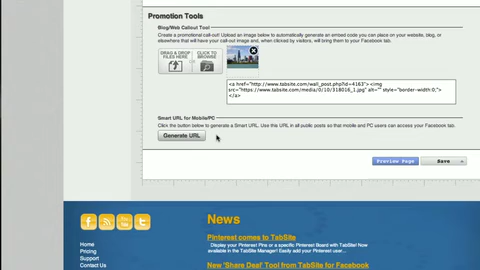 Promotion Tools
Blog/Web Callout Tool
Create a promotional call-out! Upload an image below to automatically generate an embed code you can place on your website, blog, or
elsewhere that will have your call-out image and, when clicked by visitors, will bring them to your Facebook tab.
DRAG & DROP FILES HERE
CLICK TO BROWSE
<a href="http://www.tabsite.com/wall_post.php?id=4163"><img
src="https://www.tabsite.com/media/0/10/318016_1.jpg" alt="" style="border-width:0;">
</a>
Smart URL for Mobile/PC
Click the button below to generate a Smart URL. Use this URL in all public posts so that mobile and PC users can access your Facebook tab.
Generate URL
Preview Page
Save
News
Pinterest comes to TabSite
Display your Pinterest Pins or a specific Pinterest Board with TabSite! Now
available in the TabSite Manager! Easily add your Pinterest user...
New 'Share Deal' Tool from TabSite for Facebook
Home
Pricing
Support
Contact Us